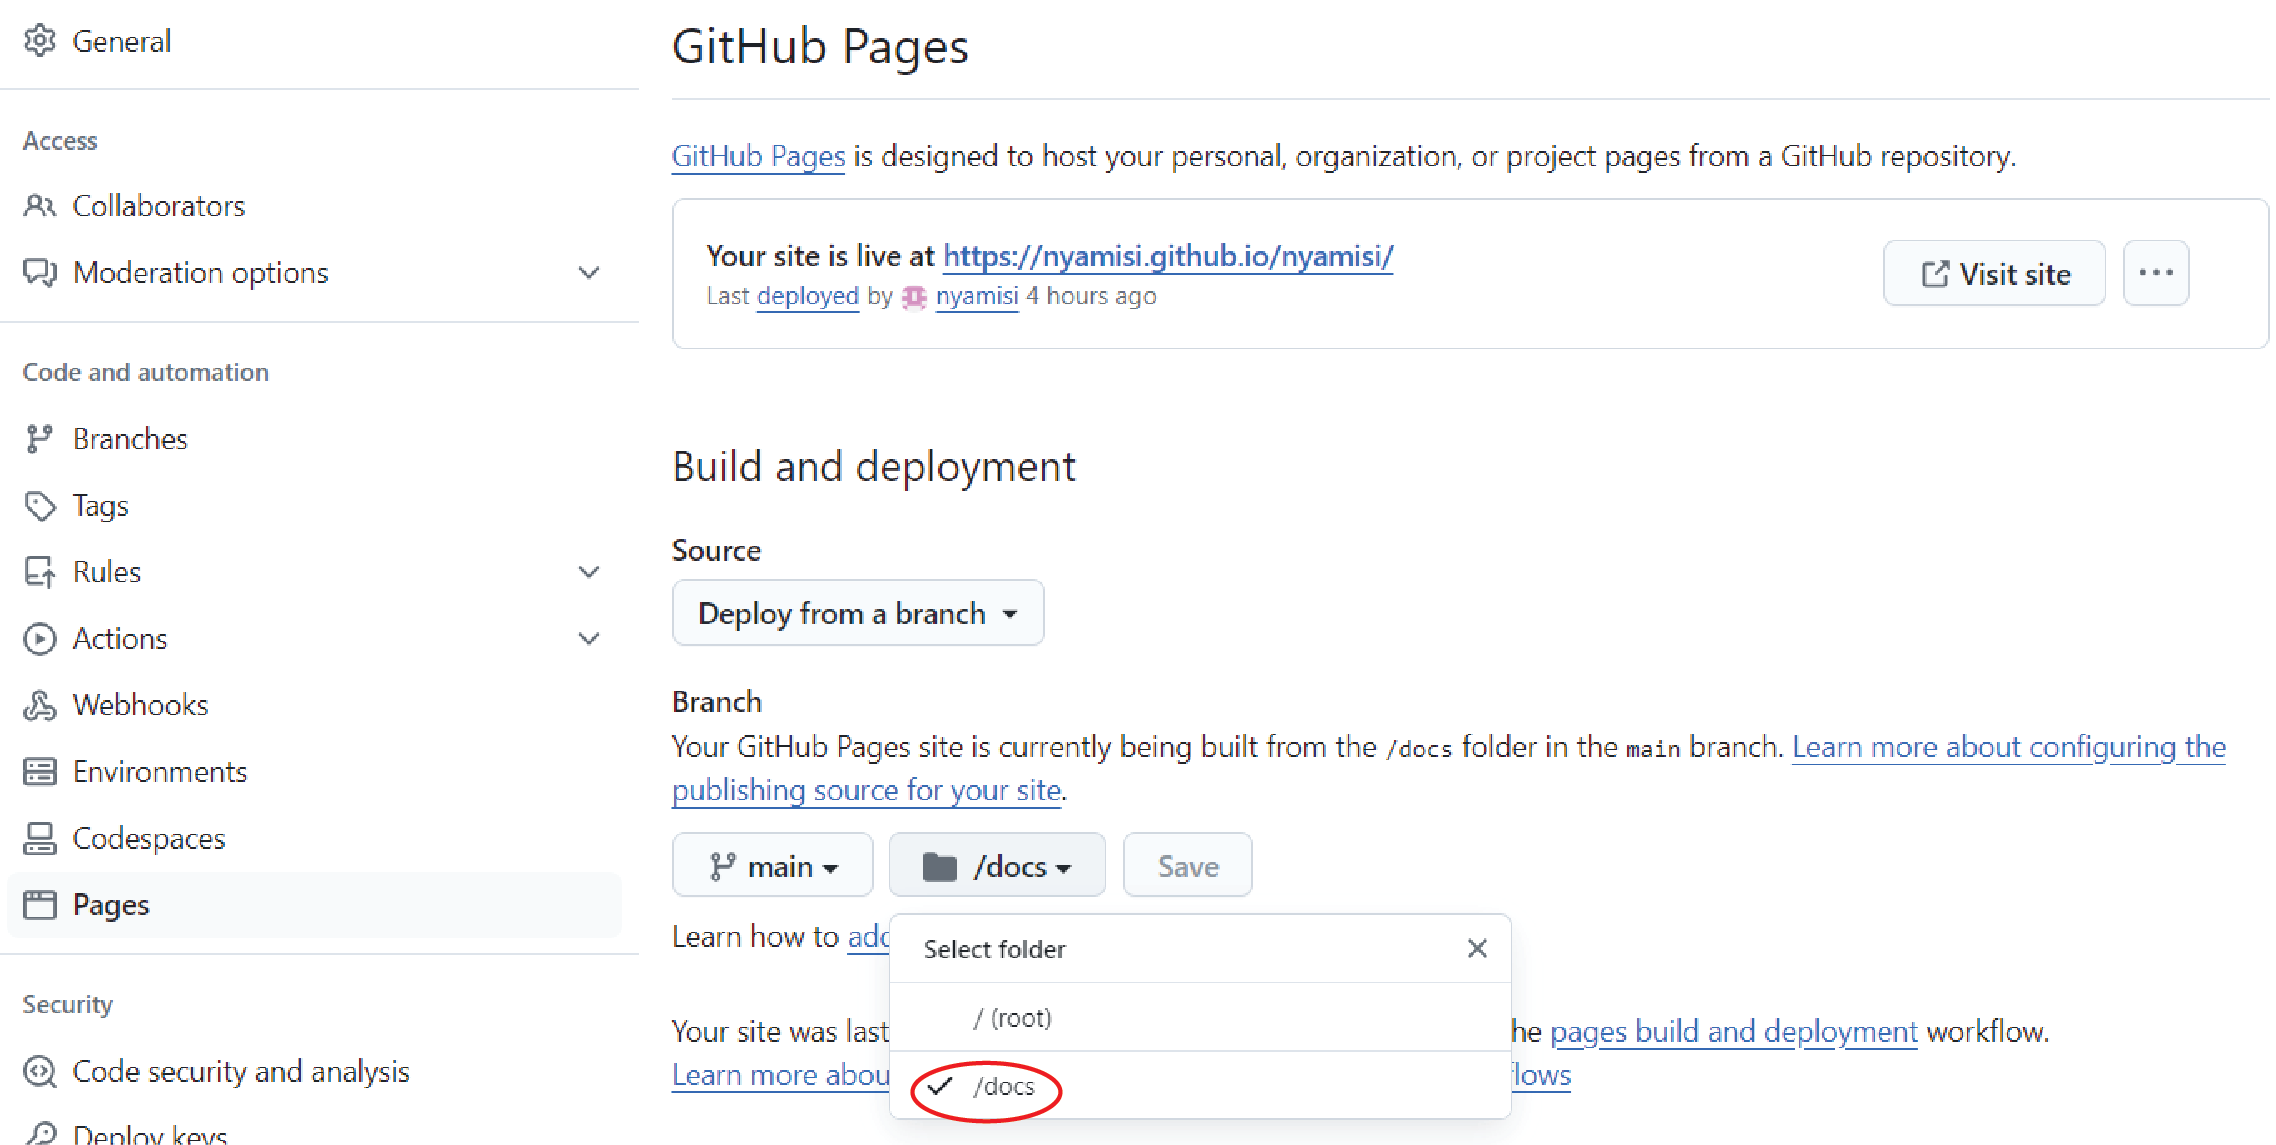 General
Access
Collaborators
Moderation options
Code and automation
Branches
Tags
Rules
Actions
Webhooks
Environments
Codespaces
Pages
Security
Code security and analysis
Deploy keys
GitHub Pages
GitHub Pages is designed to host your personal, organization, or project pages from a GitHub repository.
Your site is live at https://nyamisi.github.io/nyamisi/
Last deployed by nyamisi 4 hours ago
Visit site
Build and deployment
Source
Deploy from a branch
Branch
Your GitHub Pages site is currently being built from the /docs folder in the main branch. Learn more about configuring the
publishing source for your site.
main /docs Save
Learn how to
Select folder
/ (root)
Your site was last pages build and deployment workflow.
Learn more
/docs